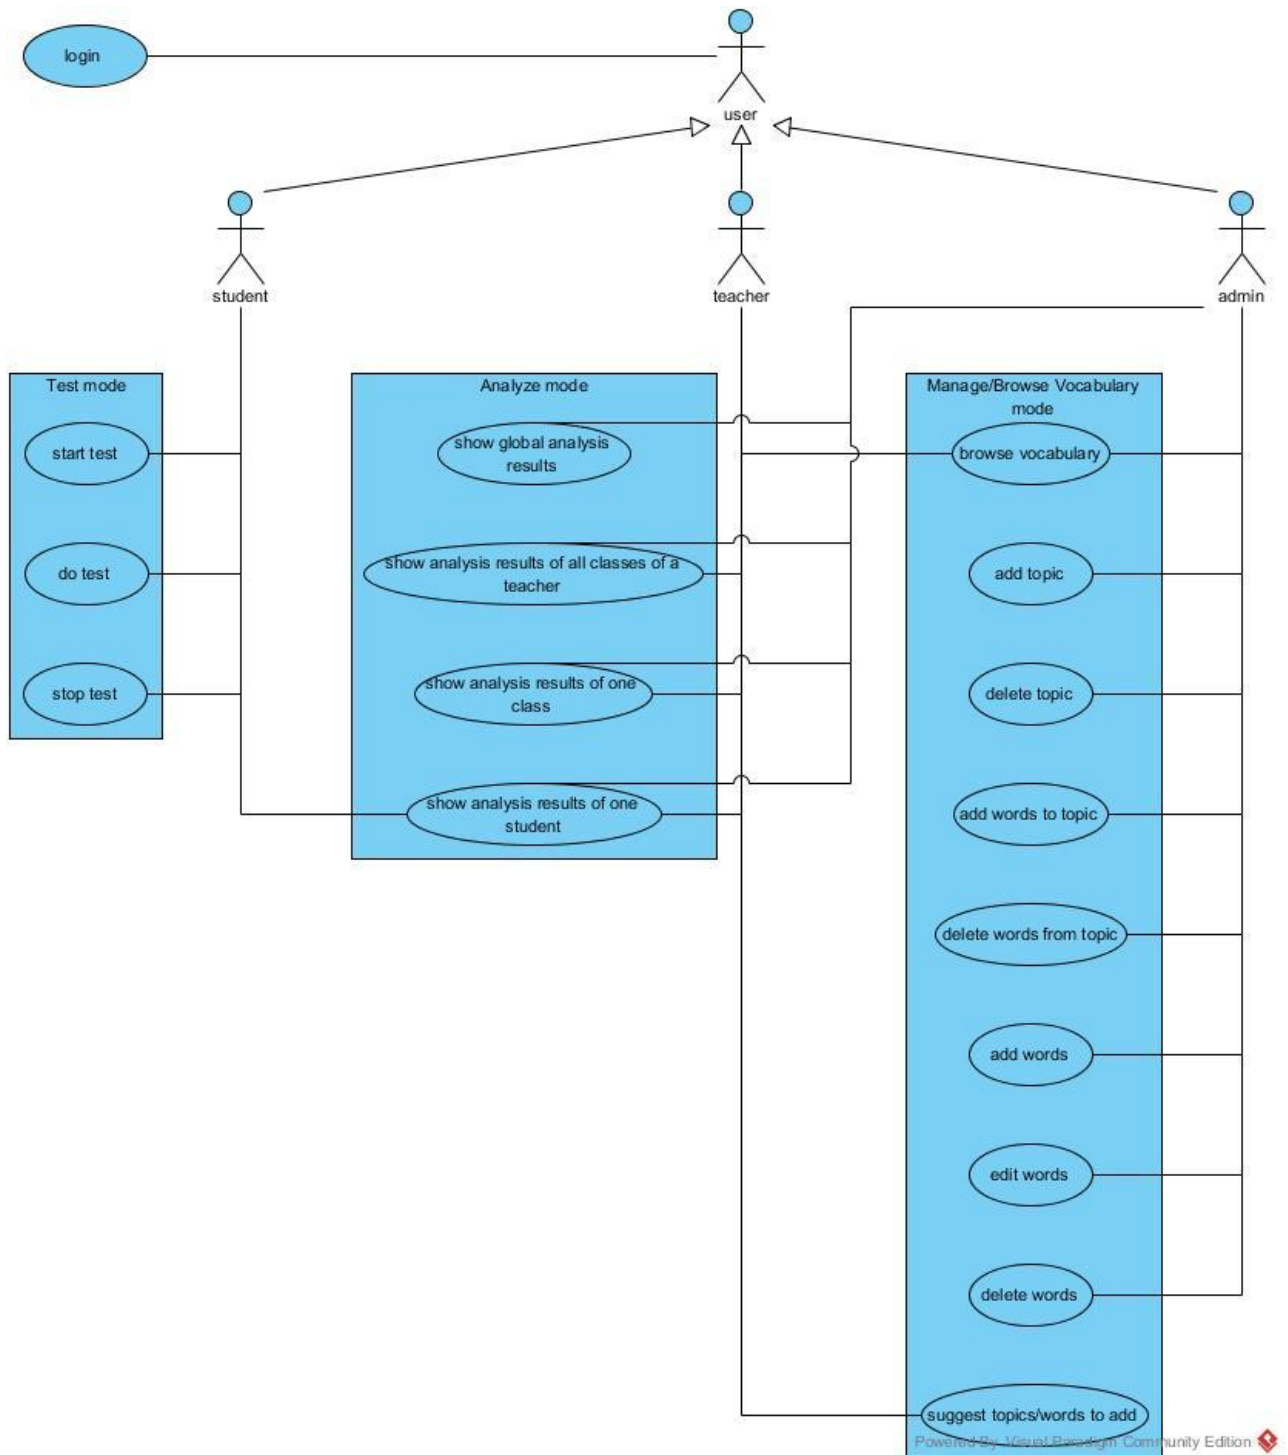 login
user
student
teacher
admin
Test mode
start test
do test
stop test
Analyze mode
show global analysis
results
show analysis results of all classes of a
teacher
show analysis results of one
class
show analysis results of one
student
Manage/Browse Vocabulary
mode
browse vocabulary
add topic
delete topic
add words to topic
delete words from topic
add words
edit words
delete words
suggest topics/words to add
Powered By Visual Paradigm Community Edition